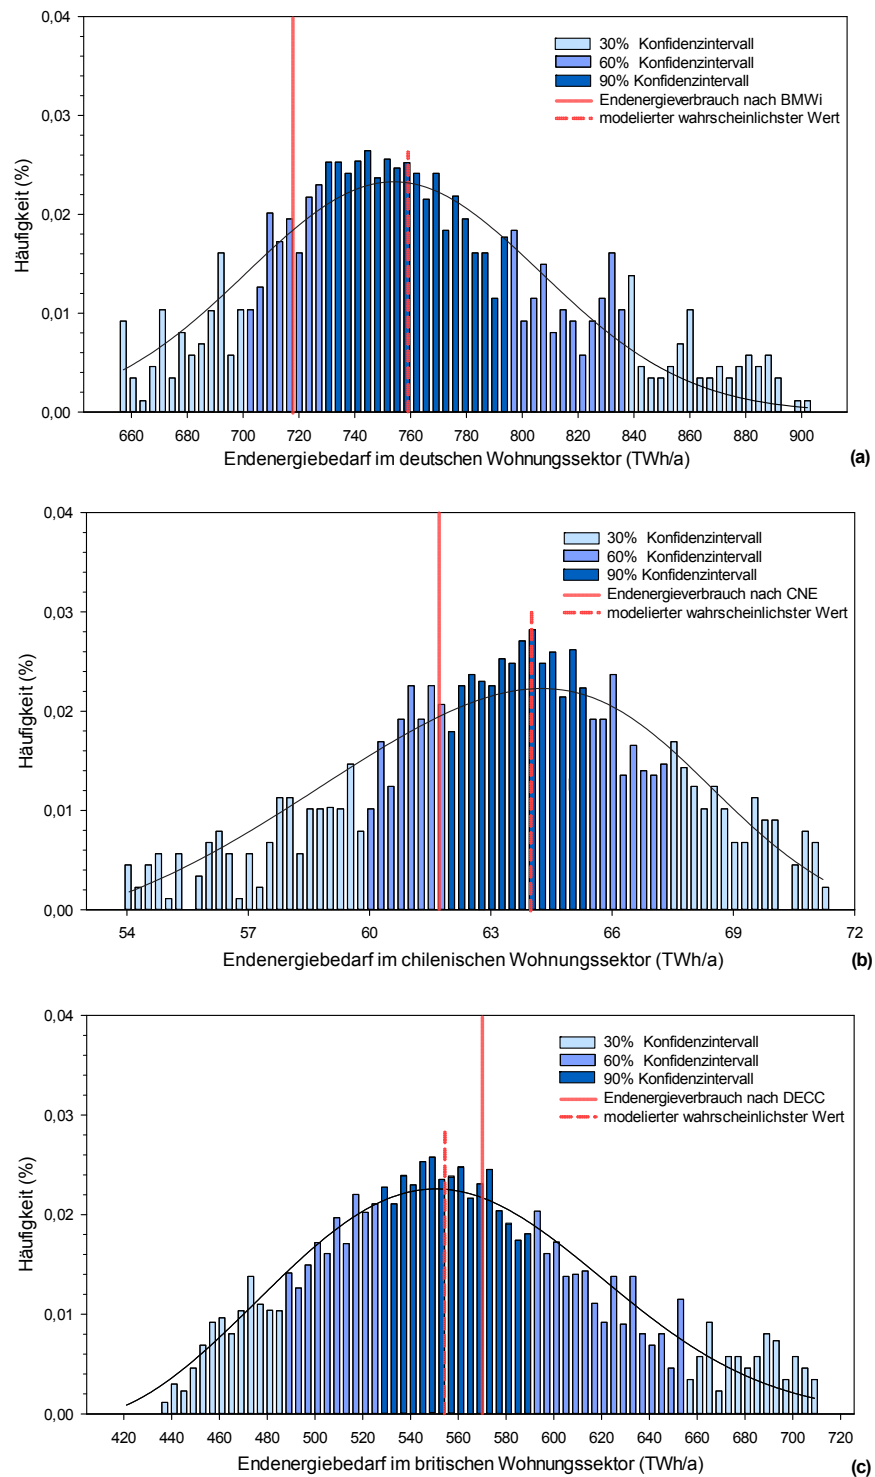 0,04
30% Konfidenzintervall
60% Konfidenzintervall
90% Konfidenzintervall
Endenergieverbrauch nach BMWi
modelierter wahrscheinlichster Wert
0,03
Häufigkeit (%)
0,02
0,01
0,00
660 680 700 720 740 760 780 800 820 840 860 880 900
Endenergiebedarf im deutschen Wohnungssektor (TWh/a)
(a)
0,04
30% Konfidenzintervall
60% Konfidenzintervall
90% Konfidenzintervall
Endenergieverbrauch nach CNE
modelierter wahrscheinlichster Wert
0,03
Häufigkeit (%)
0,02
0,01
0,00
54 57 60 63 66 69 72
Endenergiebedarf im chilenischen Wohnungssektor (TWh/a)
(b)
0,04
30% Konfidenzintervall
60% Konfidenzintervall
90% Konfidenzintervall
Endenergieverbrauch nach DECC
modelierter wahrscheinlichster Wert
0,03
Häufigkeit (%)
0,02
0,01
0,00
420 440 460 480 500 520 540 560 580 600 620 640 660 680 700 720
Endenergiebedarf im britischen Wohnungssektor (TWh/a)
(c)